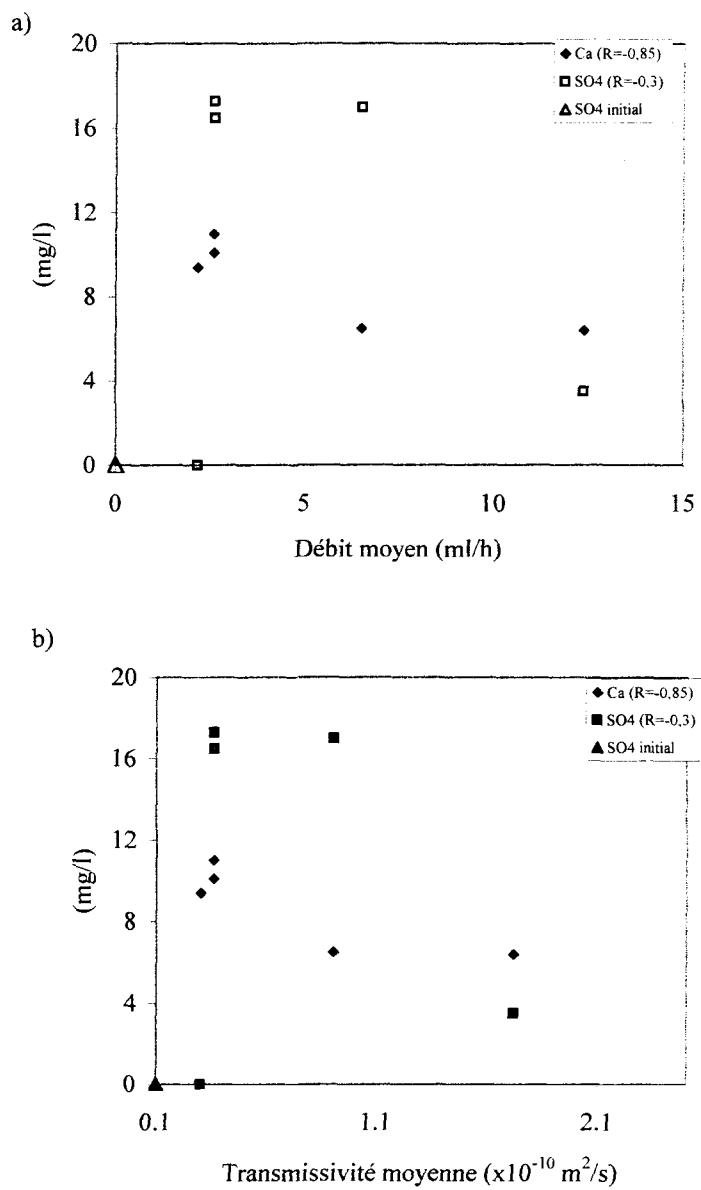 a)
20
16
12
8
4
0
(mg/l)
Ca (R=-0,85)
SO4 (R=-0,3)
SO4 initial
0 5 10 15
Débit moyen (ml/h)
b)
20
16
12
8
4
0
(mg/l)
Ca (R=-0,85)
SO4 (R=-0,3)
SO4 initial
0.1 1.1 2.1
Transmissivité moyenne (x10⁻¹⁰ m²/s)